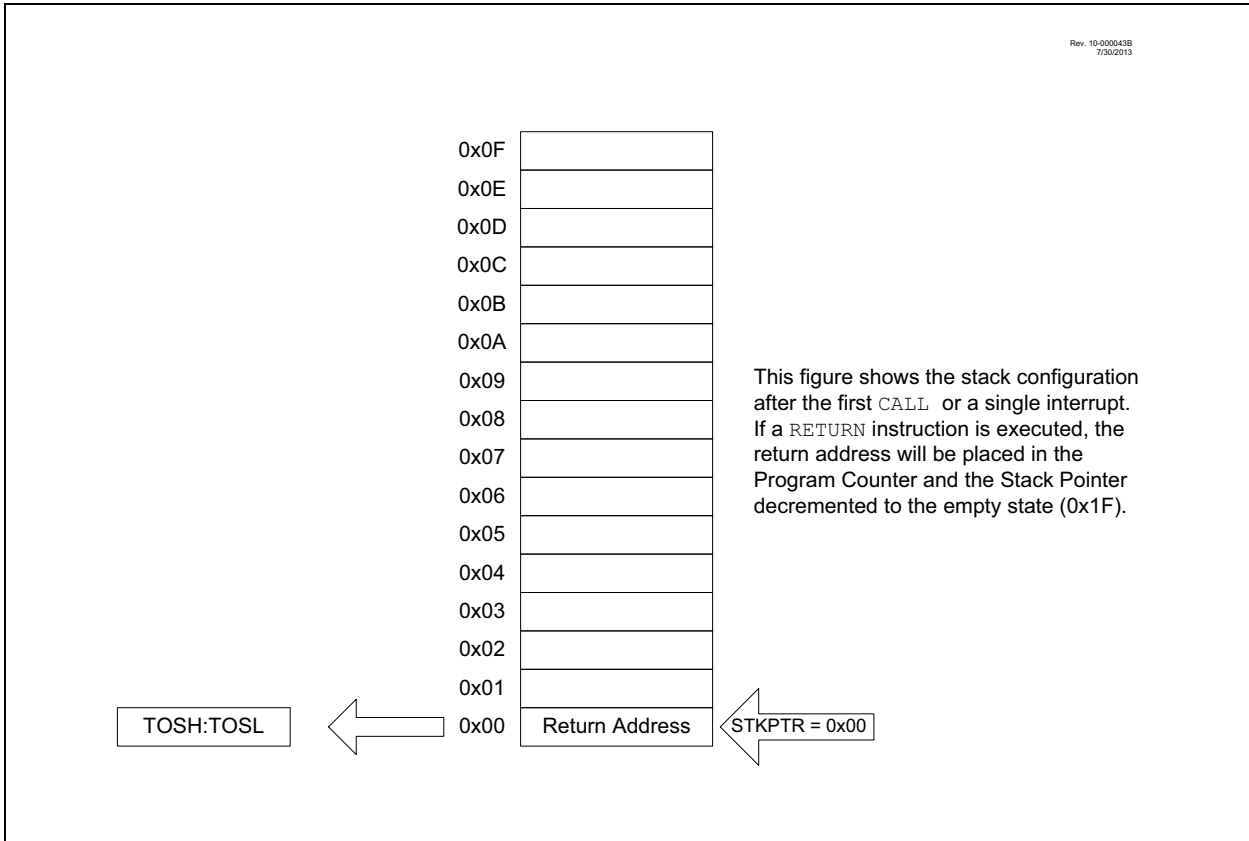 Rev. 10-000043B
7/30/2013
0x0F
0x0E
0x0D
0x0C
0x0B
0x0A
0x09
0x08
0x07
0x06
0x05
0x04
0x03
0x02
0x01
This figure shows the stack configuration
after the first CALL or a single interrupt.
If a RETURN instruction is executed, the
return address will be placed in the
Program Counter and the Stack Pointer
decremented to the empty state (0x1F).
TOSH:TOSL
0x00
Return Address
STKPTR = 0x00